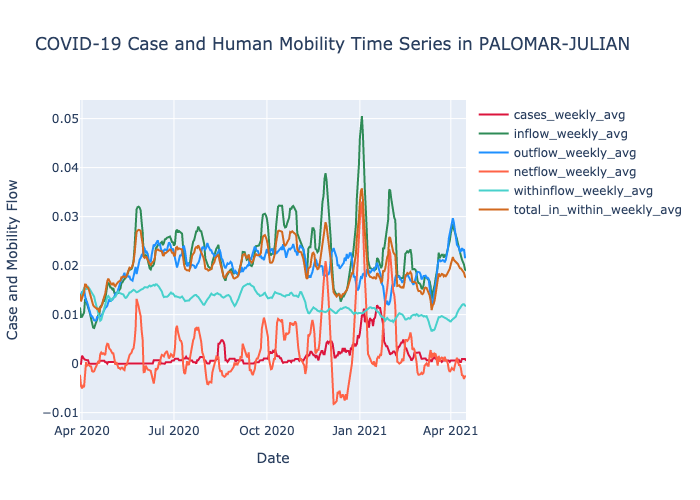 COVID-19 Case and Human Mobility Time Series in PALOMAR-JULIAN
cases_weekly_avg
inflow_weekly_avg
outflow_weekly_avg
netflow_weekly_avg
withinflow_weekly_avg
total_in_within_weekly_avg
Case and Mobility Flow
0.05
0.04
0.03
0.02
0.01
0
−0.01
Apr 2020
Jul 2020
Oct 2020
Jan 2021
Apr 2021
Date